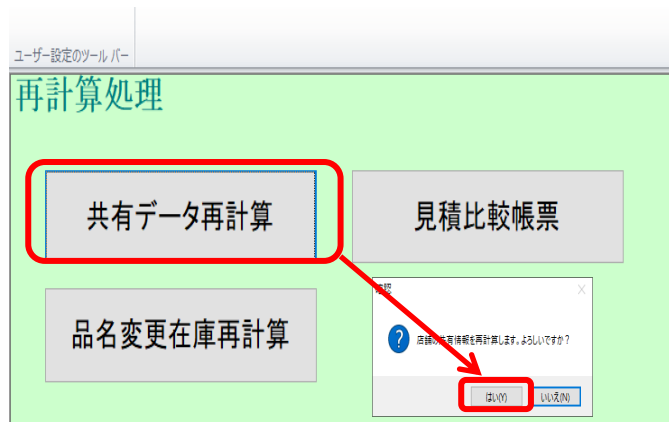 ユーザー設定のツール バー
再計算処理
共有データ再計算
見積比較帳票
品名変更在庫再計算
確認
店舗の共有情報を再計算します。よろしいですか?
はい(Y)
いいえ(N)